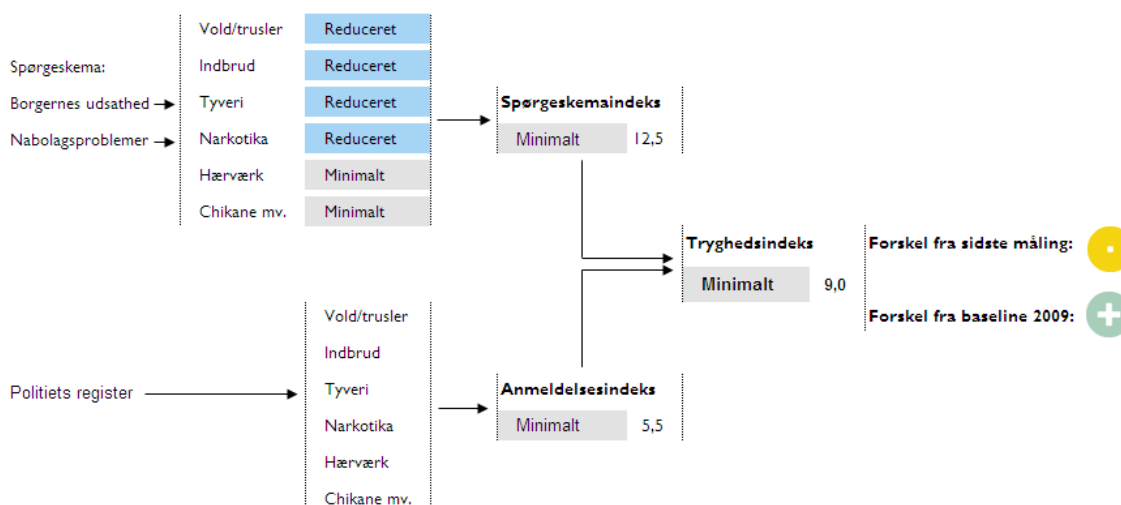 Spørgeskema:
Borgernes udsathed
Nabolagsproblemer
Vold/trusler Reduceret
Indbrud Reduceret
Tyveri Reduceret
Narkotika Reduceret
Hærværk Minimalt
Chikane mv. Minimalt
Spørgeskemaindeks
Minimalt 12,5
Tryghedsindeks
Minimalt 9,0
Forskel fra sidste måling:
Forskel fra baseline 2009:
Politiets register
Vold/trusler
Indbrud
Tyveri
Narkotika
Hærværk
Chikane mv.
Anmeldelsesindeks
Minimalt 5,5